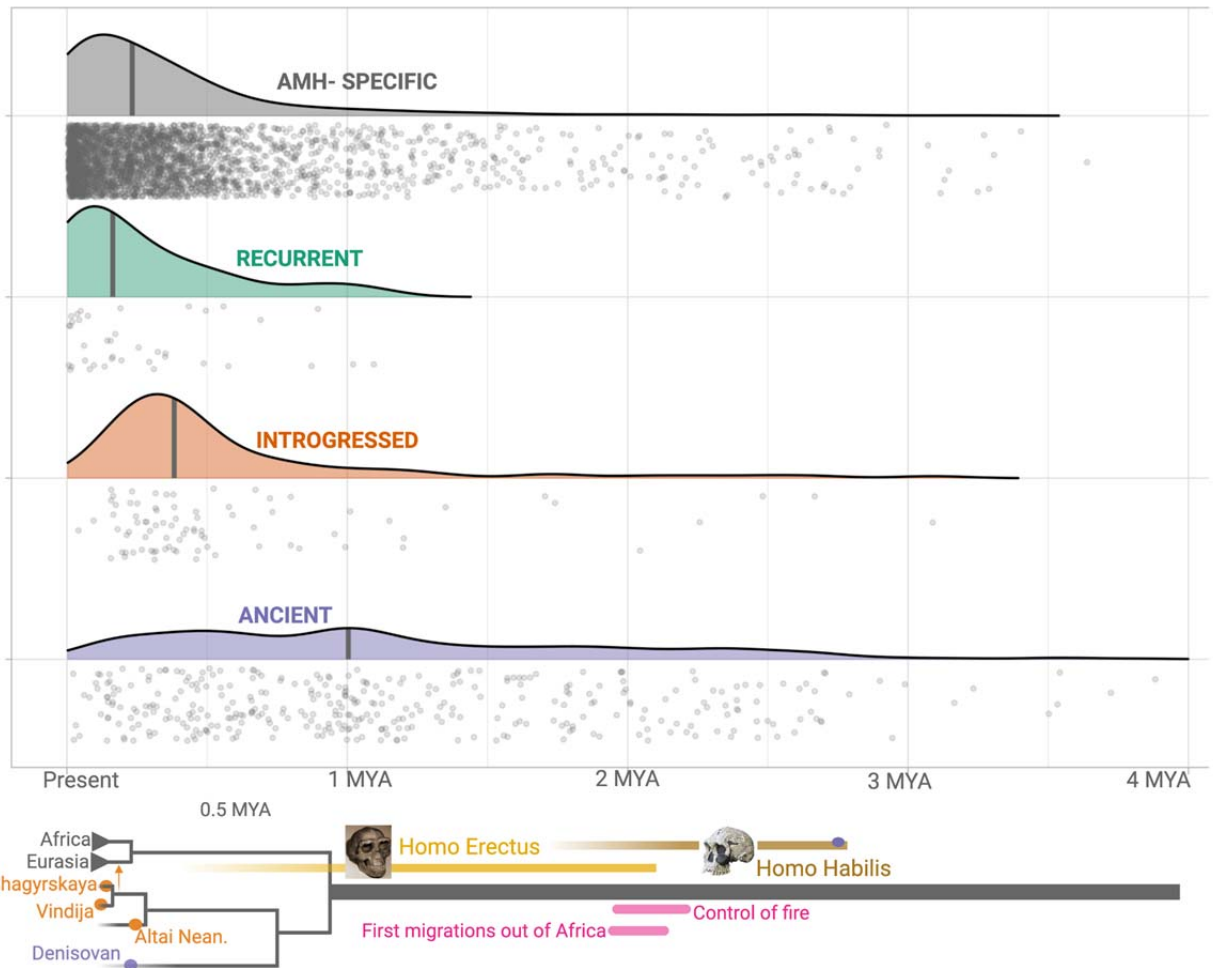 AMH- SPECIFIC
RECURRENT
INTROGRESSED
ANCIENT
Present
1 MYA
2 MYA
3 MYA
4 MYA
0.5 MYA
Africa
Eurasia
hagyrskaya
Vindija
Altai Nean.
Denisovan
Homo Erectus
Homo Habilis
Control of fire
First migrations out of Africa